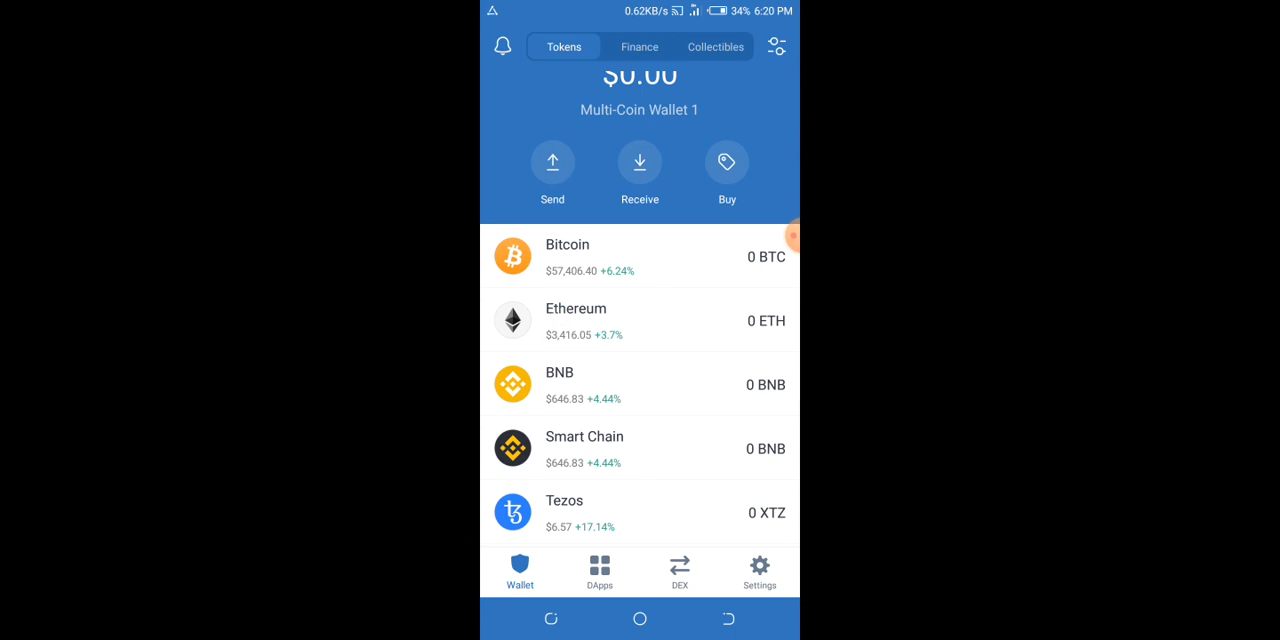 0.62KB/s 34% 6:20 PM
Tokens Finance Collectibles
$0.00
Multi-Coin Wallet 1
Send Receive Buy
Bitcoin
0 BTC
$57,406.40 +6.24%
Ethereum
0 ETH
$3,416.05 +3.7%
BNB
0 BNB
$646.83 +4.44%
Smart Chain
0 BNB
$646.83 +4.44%
Tezos
0 XTZ
$6.57 +17.14%
Wallet DApps DEX Settings